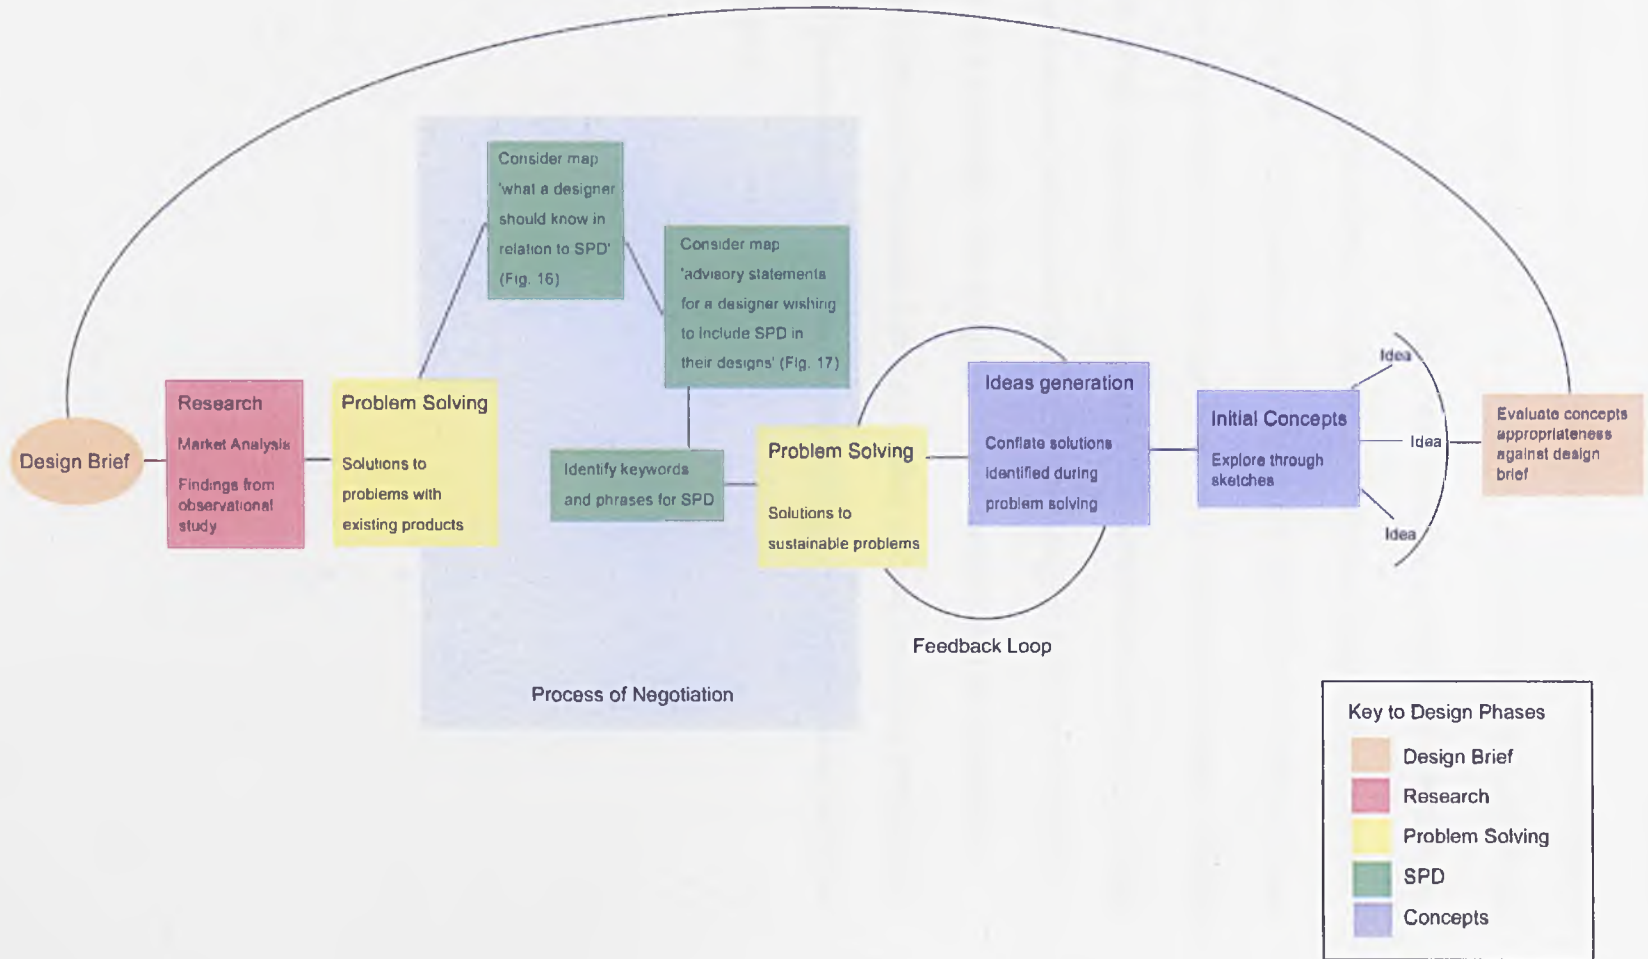 Design Brief
Research
Market Analysis
Findings from
observational
study
Problem Solving
Solutions to
problems with
existing products
Consider map
'what a designer
should know in
relation to SPD'
(Fig. 16)
Consider map
'advisory statements
for a designer wishing
to include SPD in
their designs' (Fig. 17)
Identify keywords
and phrases for SPD
Process of Negotiation
Problem Solving
Solutions to
sustainable problems
Feedback Loop
Ideas generation
Conflate solutions
identified during
problem solving
Initial Concepts
Explore through
sketches
Idea
Idea
Idea
Evaluate concepts
appropriateness
against design
brief
Key to Design Phases
Design Brief
Research
Problem Solving
SPD
Concepts